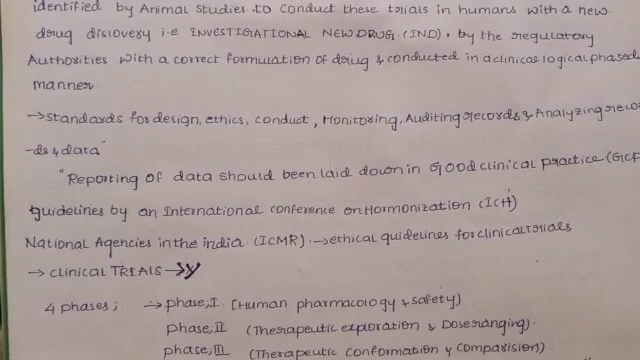 identified by Animal Studies to conduct these trials in humans with a new
drug discovery i.e INVESTIGATIONAL NEW DRUG (IND), by the regulatory
Authorities with a correct formulation of drug & conducted in a clinical logical phased
manner.
→ standards for design, ethics, conduct, Monitoring, Auditing records & Analyzing reco
-ds & data"
"Reporting of data should been laid down in Good clinical practice (GCP
guidelines by an International conference on Hormonization (ICH)
National Agencies in the india (ICMR) → ethical guidelines for clinical trials
→ clinical TREALS →
4 phases; → phase; I [Human pharmacology & safety)
phase; II (Therapeutic exploration & Doseranging)
phase; III (Therapeutic Conformation & Comparision)